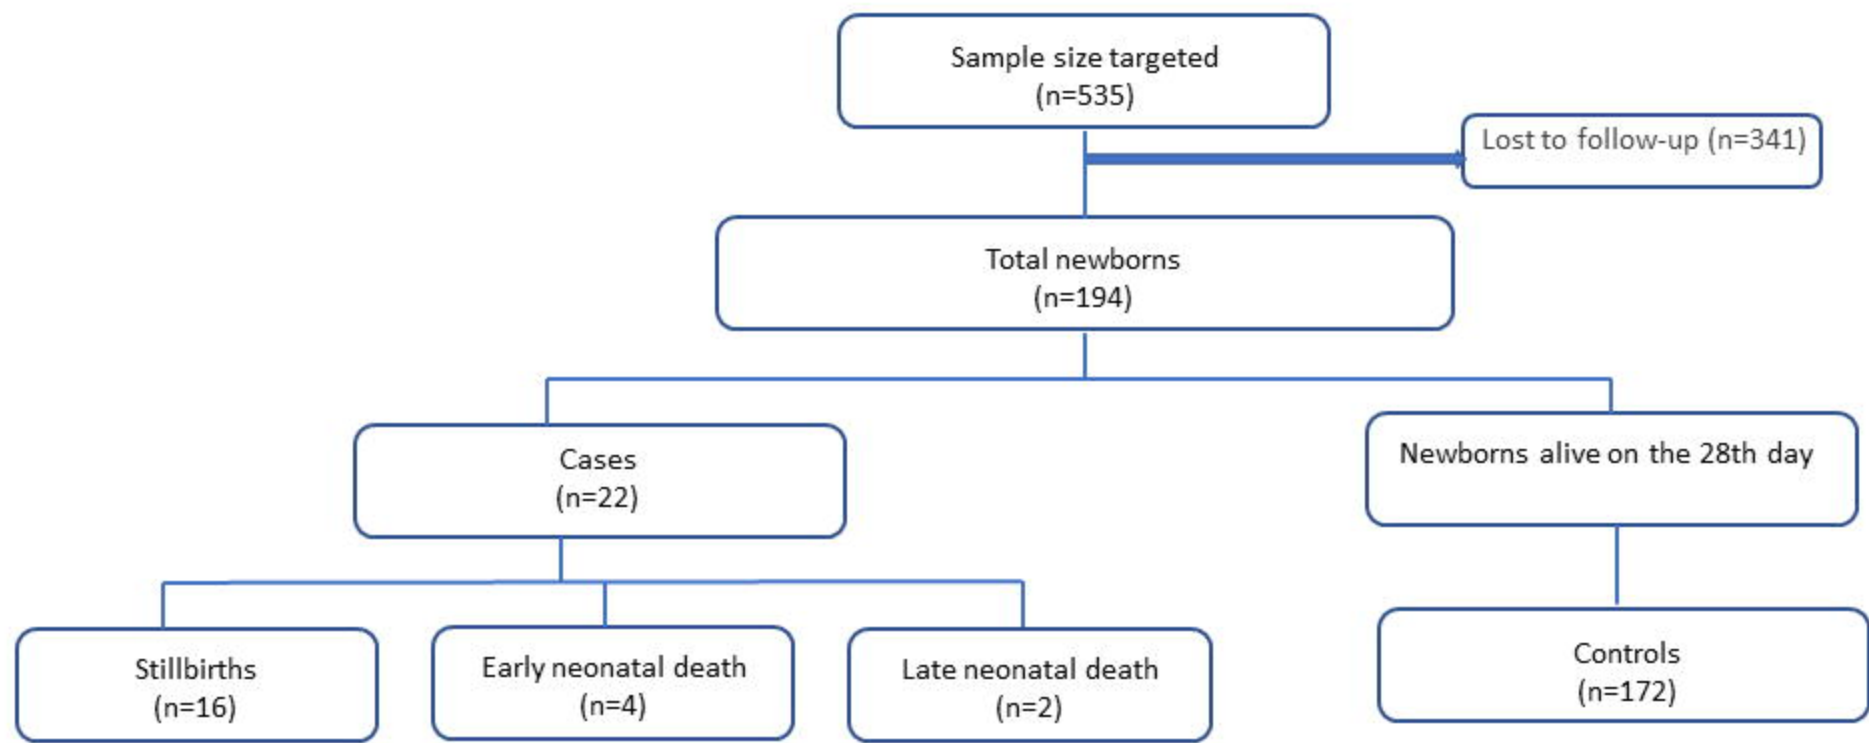 Sample size targeted
(n=535)
Lost to follow-up (n=341)
Total newborns
(n=194)
Cases
(n=22)
Newborns alive on the 28th day
Stillbirths
(n=16)
Early neonatal death
(n=4)
Late neonatal death
(n=2)
Controls
(n=172)